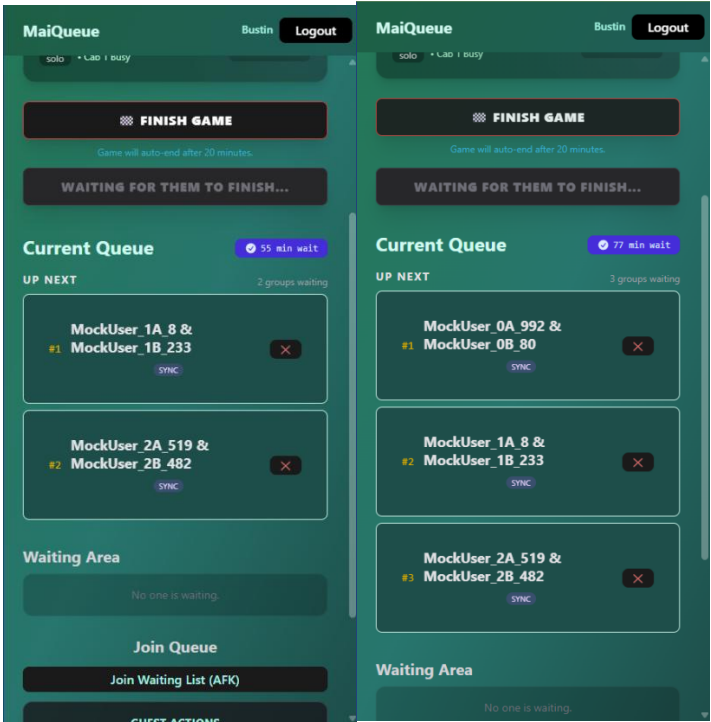 MaiQueue
Bustin
Logout
solo • Cab 1 Busy
FINISH GAME
Game will auto-end after 20 minutes.
WAITING FOR THEM TO FINISH...
Current Queue
55 min wait
UP NEXT
2 groups waiting
#1
MockUser_1A_8 &
MockUser_1B_233
SYNC
#2
MockUser_2A_519 &
MockUser_2B_482
SYNC
Waiting Area
No one is waiting.
Join Queue
Join Waiting List (AFK)
GUEST ACTIONS
MaiQueue
Bustin
Logout
solo • Cab 1 Busy
FINISH GAME
Game will auto-end after 20 minutes.
WAITING FOR THEM TO FINISH...
Current Queue
77 min wait
UP NEXT
3 groups waiting
#1
MockUser_0A_992 &
MockUser_0B_80
SYNC
#2
MockUser_1A_8 &
MockUser_1B_233
SYNC
#3
MockUser_2A_519 &
MockUser_2B_482
SYNC
Waiting Area
No one is waiting.